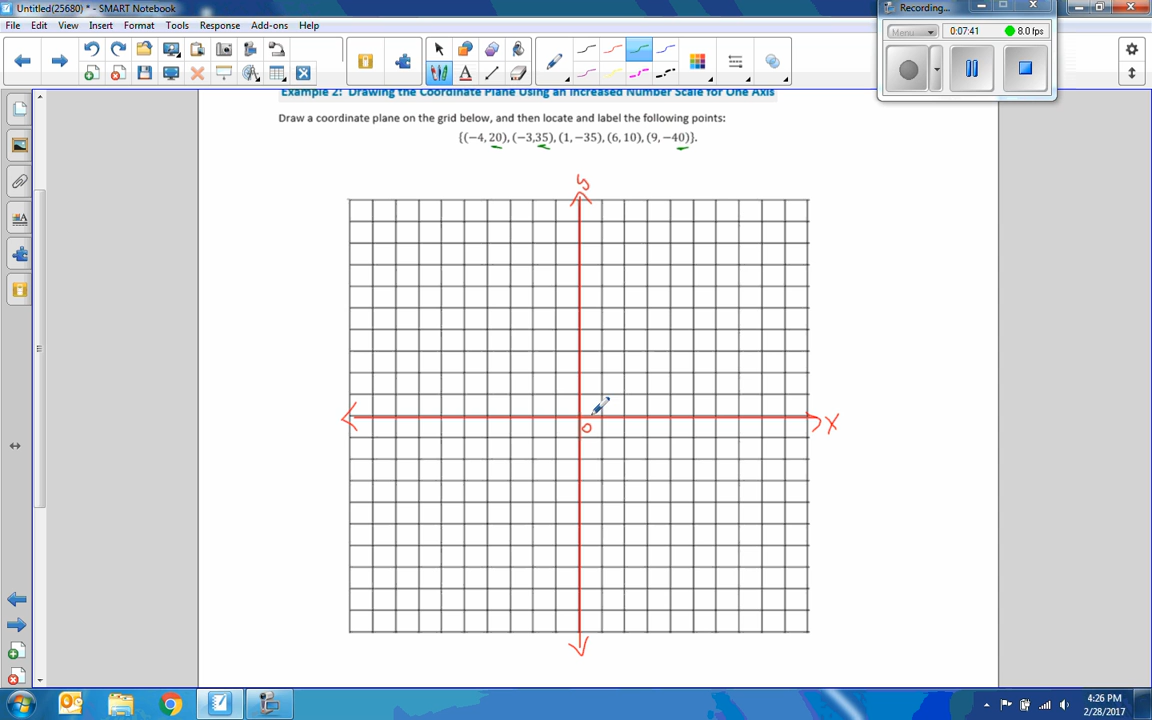 Untitled(25680) * - SMART Notebook
Recording...
File Edit View Insert Format Tools Response Add-ons Help
Menu 0:07:41 8.0 fps
Example 2: Drawing the Coordinate Plane Using an Increased Number Scale for One Axis
Draw a coordinate plane on the grid below, and then locate and label the following points:
{(−4, 20), (−3,35), (1, −35), (6, 10), (9, −40)}.
y
x
0
4:26 PM
2/28/2017